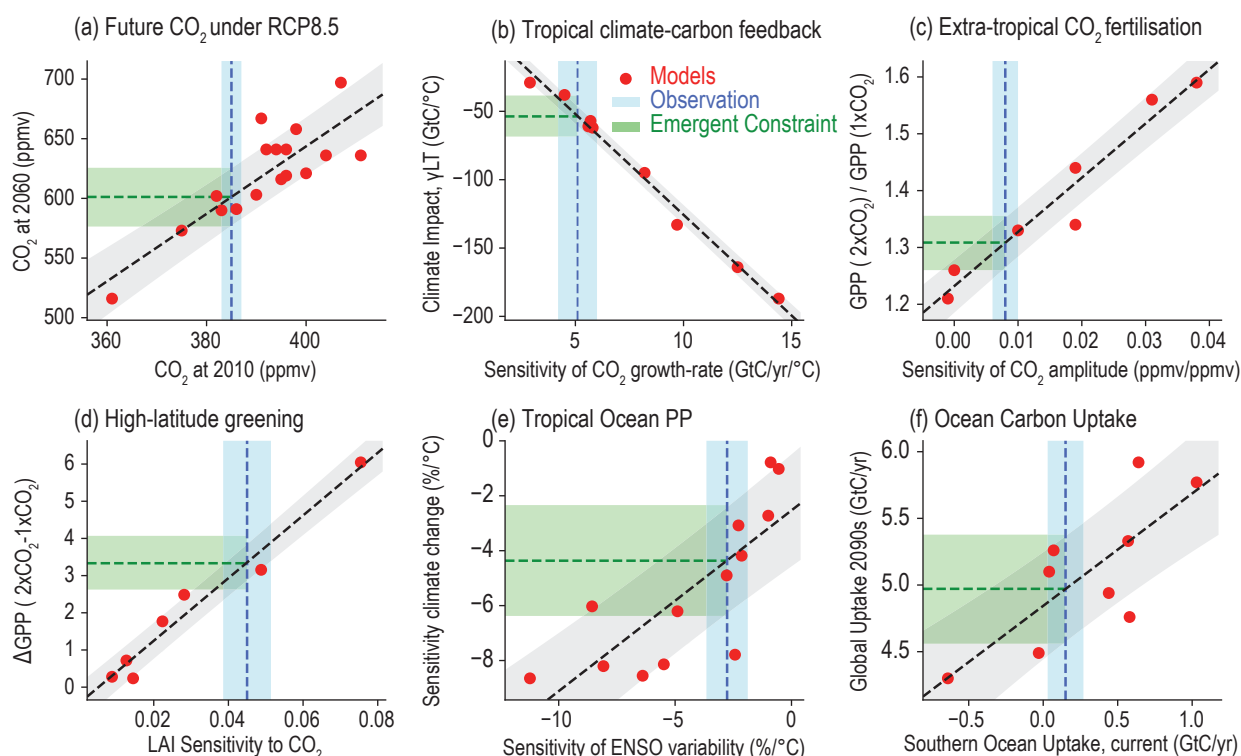 (a) Future CO₂ under RCP8.5
CO₂ at 2060 (ppmv)
700
650
600
550
500
360
380
400
CO₂ at 2010 (ppmv)
(b) Tropical climate-carbon feedback
Models
Observation
Emergent Constraint
Climate Impact, γLT (GtC/°C)
−50
−100
−150
−200
5
10
15
Sensitivity of CO₂ growth-rate (GtC/yr/°C)
(c) Extra-tropical CO₂ fertilisation
GPP ( 2xCO₂) / GPP (1xCO₂)
1.6
1.5
1.4
1.3
1.2
0.00
0.01
0.02
0.03
0.04
Sensitivity of CO₂ amplitude (ppmv/ppmv)
(d) High-latitude greening
ΔGPP ( 2xCO₂-1xCO₂)
6
5
4
3
2
1
0
0.02
0.04
0.06
0.08
LAI Sensitivity to CO₂
(e) Tropical Ocean PP
Sensitivity climate change (%/°C)
0
−2
−4
−6
−8
−10
−5
0
Sensitivity of ENSO variability (%/°C)
(f) Ocean Carbon Uptake
Global Uptake 2090s (GtC/yr)
6.0
5.5
5.0
4.5
−0.5
0.0
0.5
1.0
Southern Ocean Uptake, current (GtC/yr)